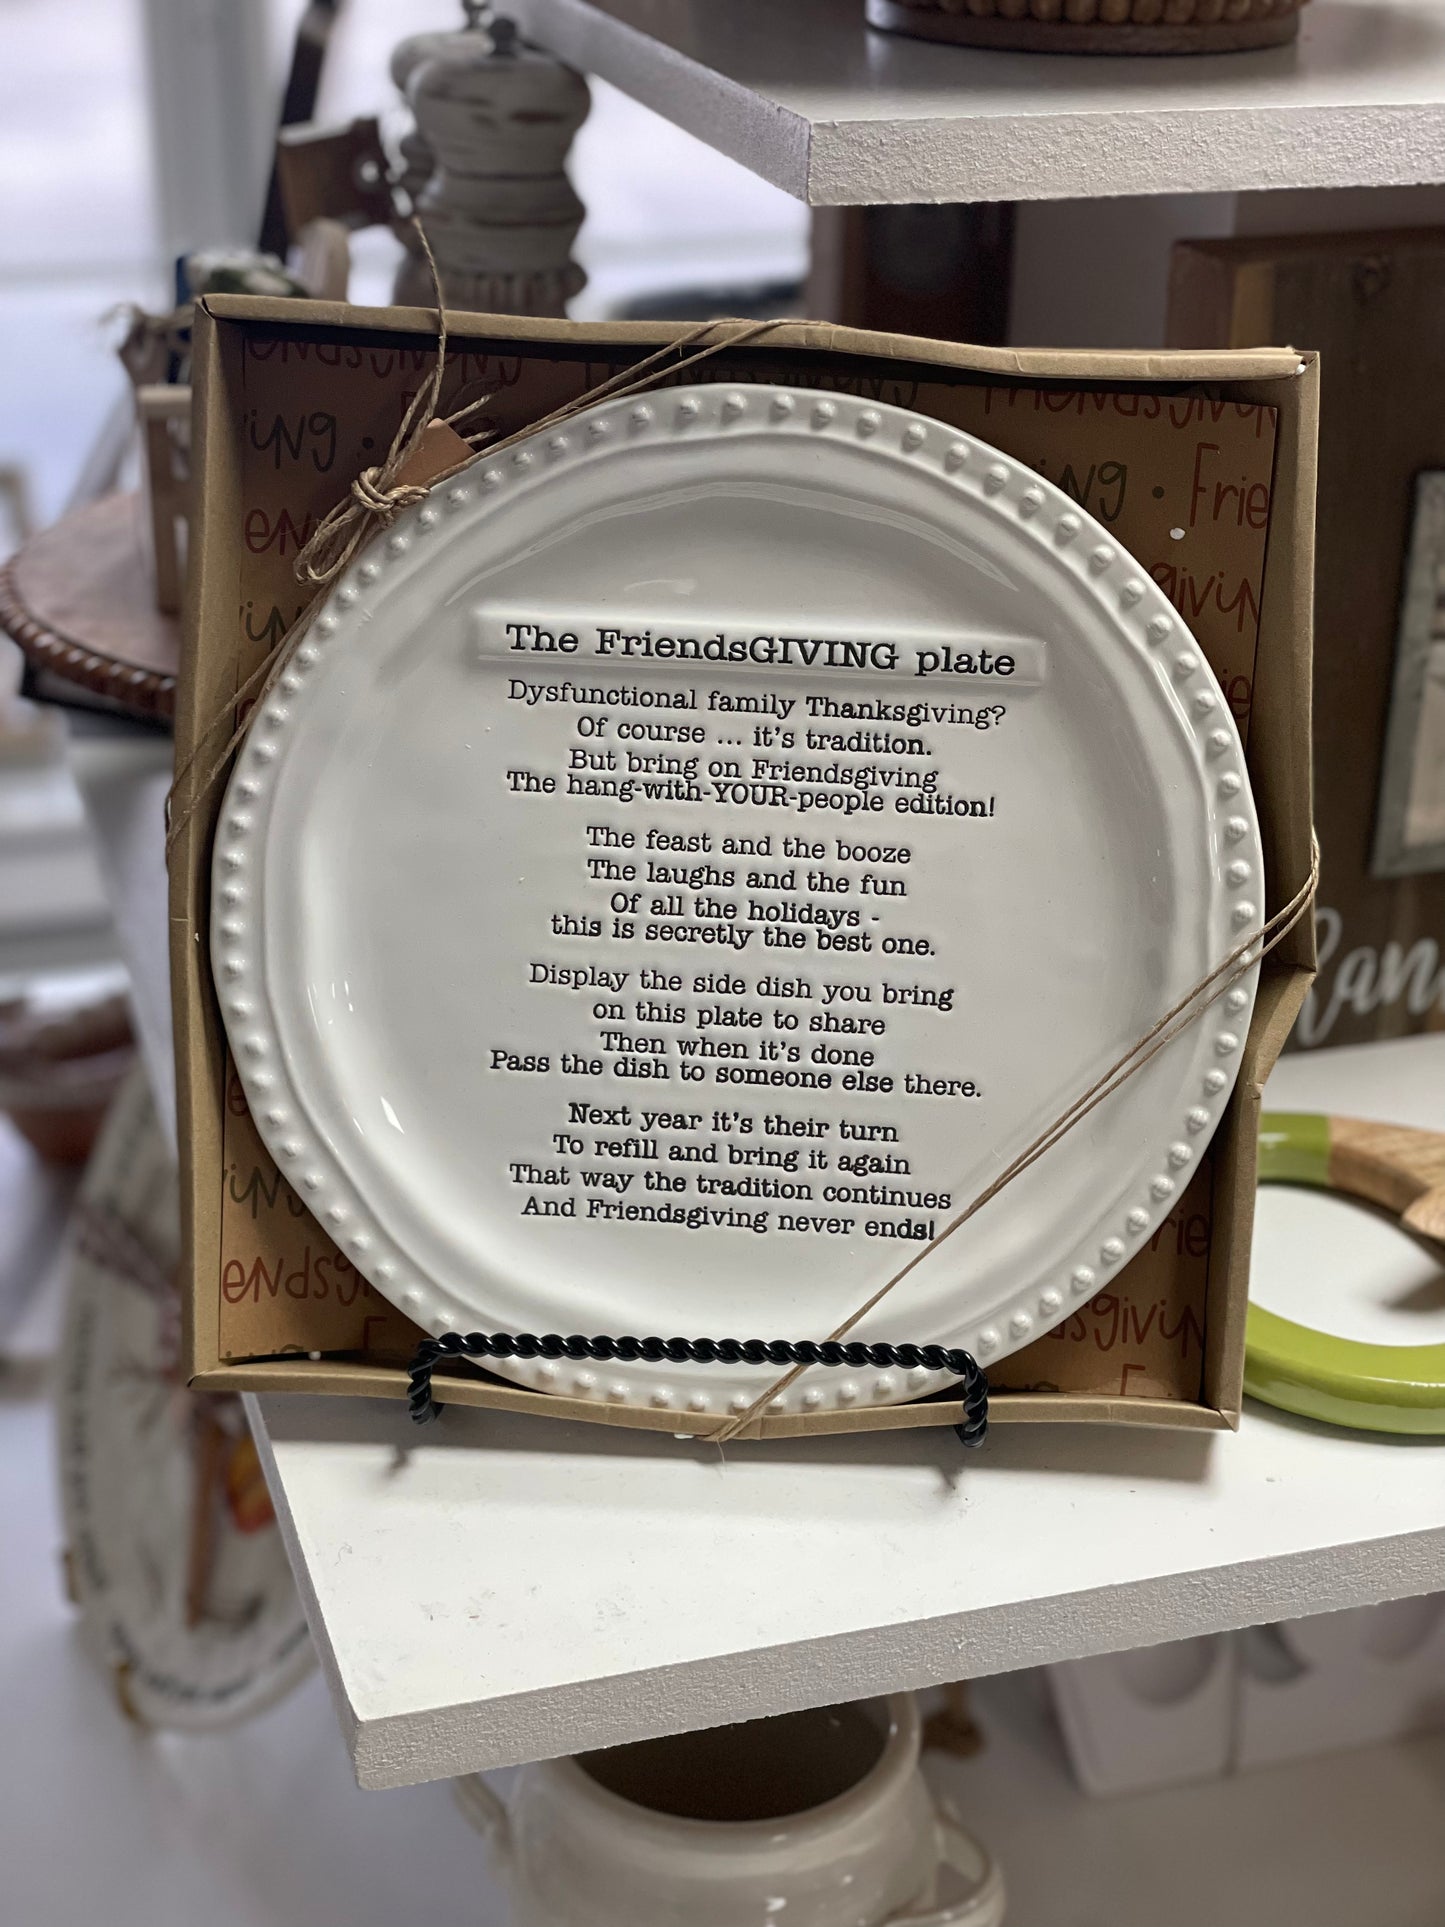 The FriendsGIVING plate
Dysfunctional family Thanksgiving?
Of course ... it's tradition.
But bring on Friendsgiving
The hang-with-YOUR-people edition!
The feast and the booze
The laughs and the fun
Of all the holidays -
this is secretly the best one.
Display the side dish you bring
on this plate to share
Then when it's done
Pass the dish to someone else there.
Next year it's their turn
To refill and bring it again
That way the tradition continues
And Friendsgiving never ends!